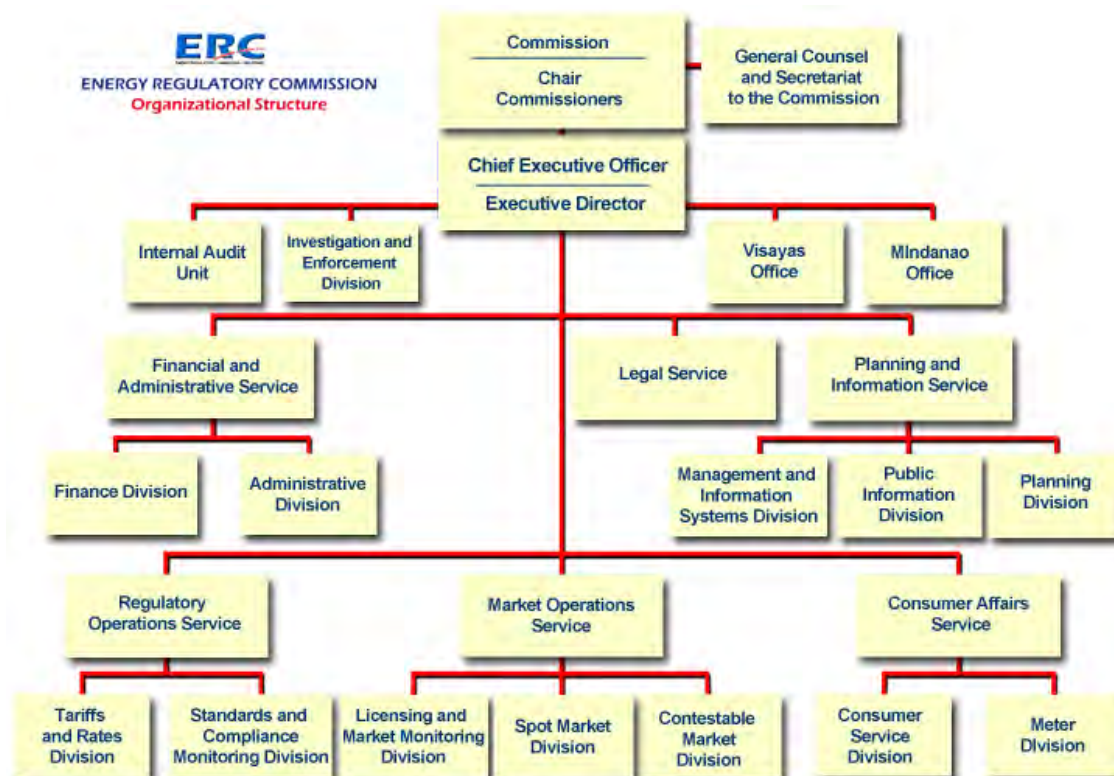 ERC
ENERGY REGULATORY COMMISSION
Organizational Structure
Commission
Chair
Commissioners
General Counsel
and Secretariat
to the Commission
Chief Executive Officer
Executive Director
Internal Audit
Unit
Investigation and
Enforcement
Division
Visayas
Office
MIndanao
Office
Financial and
Administrative Service
Legal Service
Planning and
Information Service
Finance Division
Administrative
Division
Management and
Information
Systems Division
Public
Information
Division
Planning
Division
Regulatory
Operations Service
Market Operations
Service
Consumer Affairs
Service
Tariffs
and Rates
Division
Standards and
Compliance
Monitoring Division
Licensing and
Market Monitoring
Division
Spot Market
Division
Contestable
Market
Division
Consumer
Service Division
Meter
DIvision